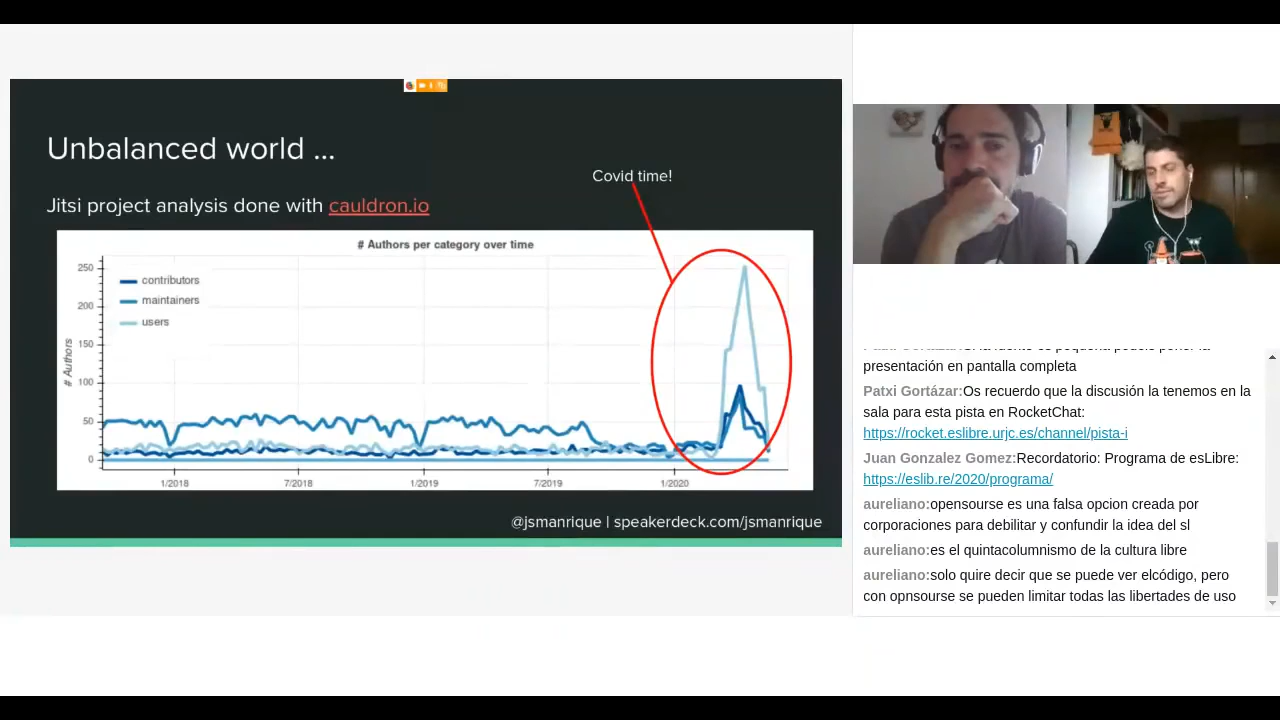 Unbalanced world ...
Jitsi project analysis done with cauldron.io
Covid time!
# Authors per category over time
# Authors
250
200
150
100
50
0
contributors
maintainers
users
1/2018
7/2018
1/2019
7/2019
1/2020
@jsmanrique | speakerdeck.com/jsmanrique
presentación en pantalla completa
Patxi Gortázar:Os recuerdo que la discusión la tenemos en la
sala para esta pista en RocketChat:
https://rocket.eslibre.urjc.es/channel/pista-i
Juan Gonzalez Gomez:Recordatorio: Programa de esLibre:
https://eslib.re/2020/programa/
aureliano:opensourse es una falsa opcion creada por
corporaciones para debilitar y confundir la idea del sl
aureliano:es el quintacolumnismo de la cultura libre
aureliano:solo quire decir que se puede ver elcódigo, pero
con opnsourse se pueden limitar todas las libertades de uso